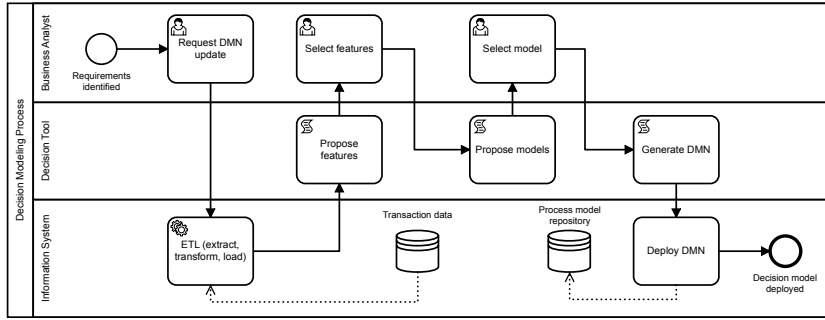 Decision Modeling Process
Business Analyst
Requirements
identified
Request DMN
update
Select features
Select model
Decision Tool
Propose
features
Propose models
Generate DMN
Information System
ETL (extract,
transform, load)
Transaction data
Process model
repository
Deploy DMN
Decision model
deployed